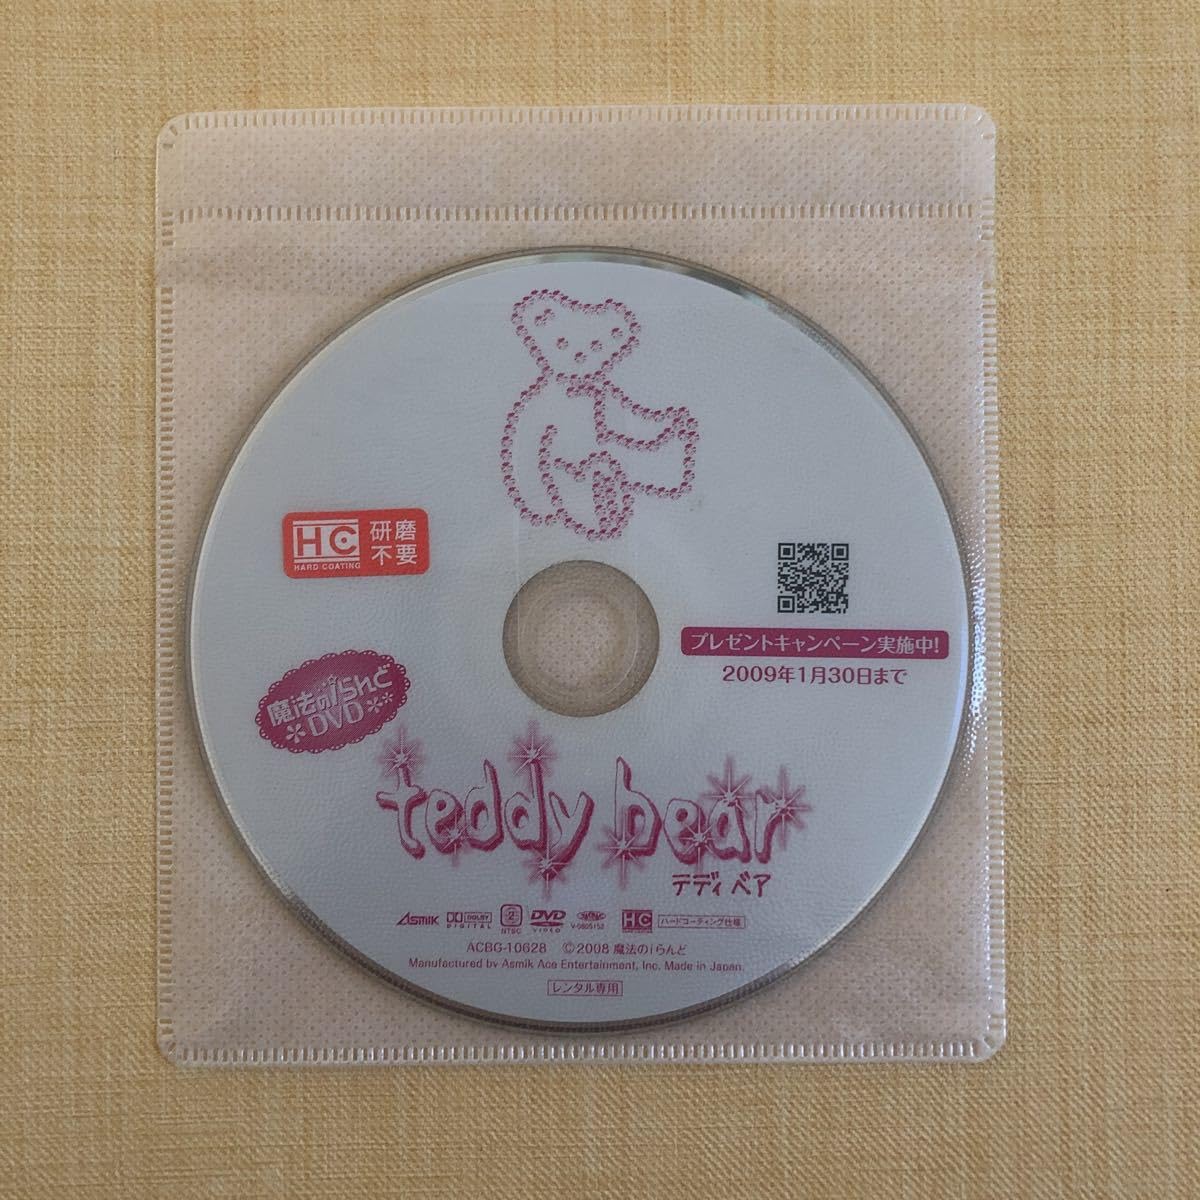 HC 研磨
HARD COATING 不要
プレゼントキャンペーン実施中!
2009年1月30日まで
魔法のiらんど
DVD
teddy bear
テディ ベア
Asmik DOLBY DIGITAL 2 NTSC DVD VIDEO HC ハードコーティング仕様
ACBG-10628 ©2008 魔法のiらんど
Manufactured by Asmik Ace Entertainment, Inc. Made in Japan.
レンタル専用